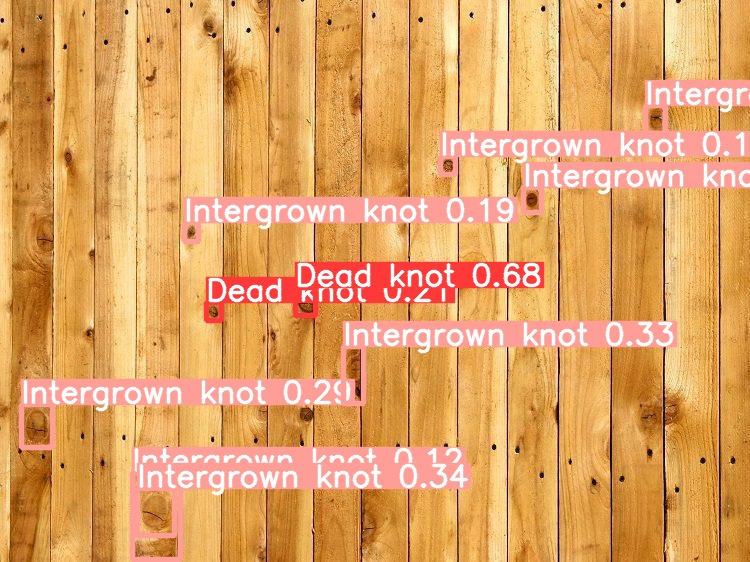 Intergr
Intergrown knot 0.1
Intergrown kno
Intergrown knot 0.19
Dead knot 0.68
Dead knot 0.21
Intergrown knot 0.33
Intergrown knot 0.29
Intergrown knot 0.12
Intergrown knot 0.34